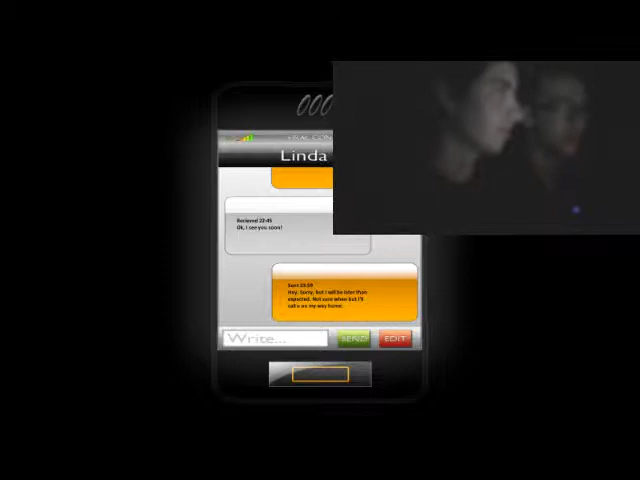 Linda
Recieved 22:45
Ok, I see you soon!
Sent 23:39
Hey. Sorry, but I will be later than
expected. Not sure when but I'll
call u on my way home.
Write...
SEND
EDIT